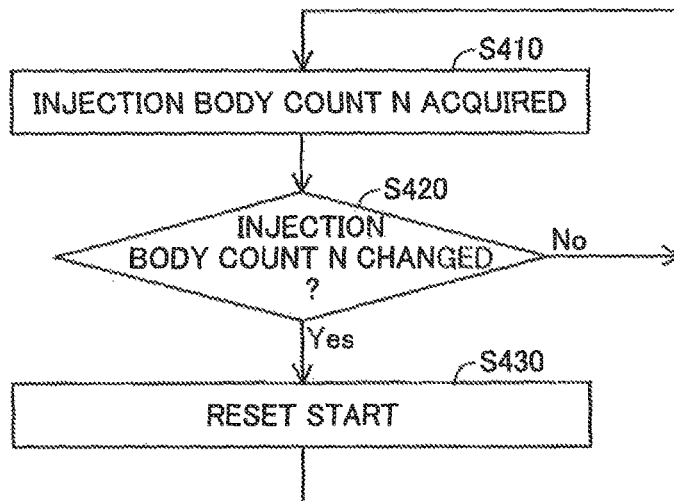 S410
INJECTION BODY COUNT N ACQUIRED
S420
INJECTION
BODY COUNT N CHANGED
?
No
Yes
S430
RESET START